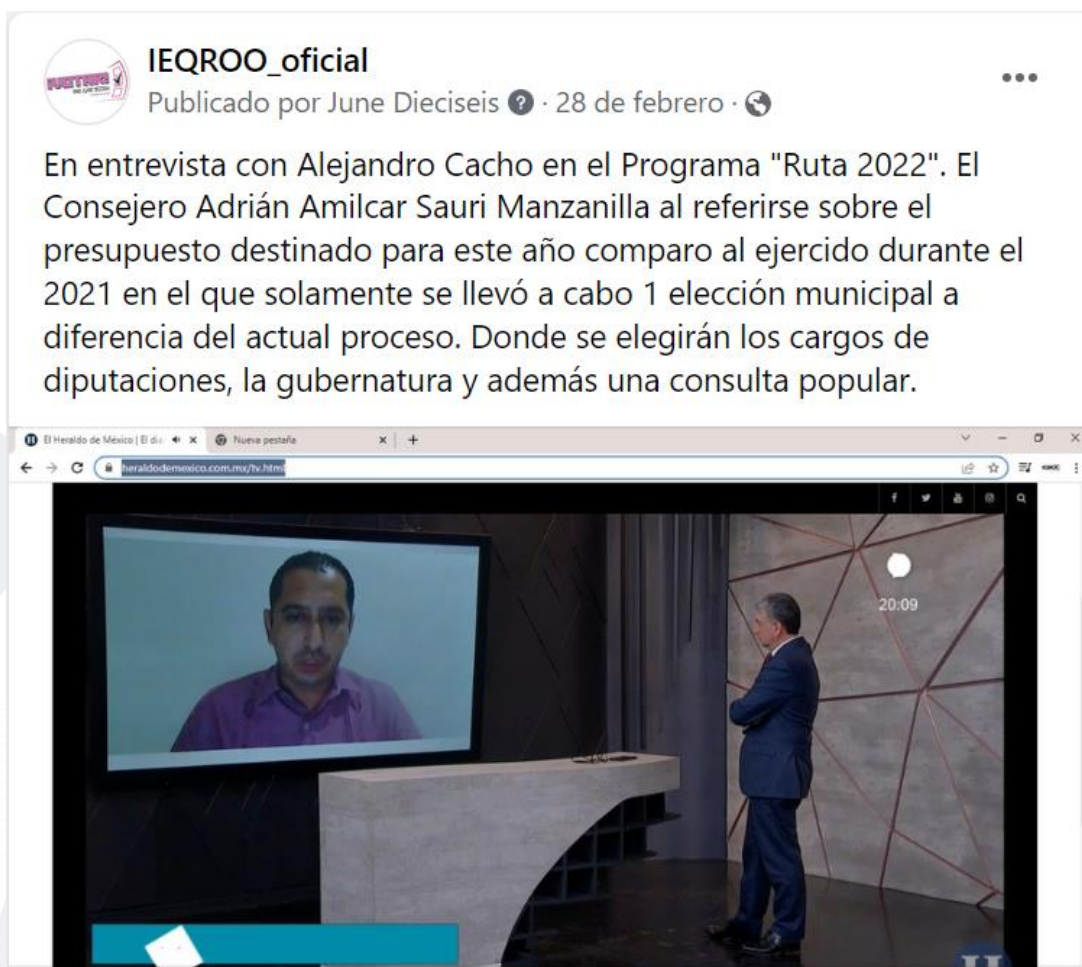 IEQROO_oficial
Publicado por June Dieciseis · 28 de febrero ·
En entrevista con Alejandro Cacho en el Programa "Ruta 2022". El
Consejero Adrián Amilcar Sauri Manzanilla al referirse sobre el
presupuesto destinado para este año comparo al ejercido durante el
2021 en el que solamente se llevó a cabo 1 elección municipal a
diferencia del actual proceso. Donde se elegirán los cargos de
diputaciones, la gubernatura y además una consulta popular.
El Heraldo de México | El di
Nueva pestaña
heraldodemexico.com.mx/tv.html
20:09
H